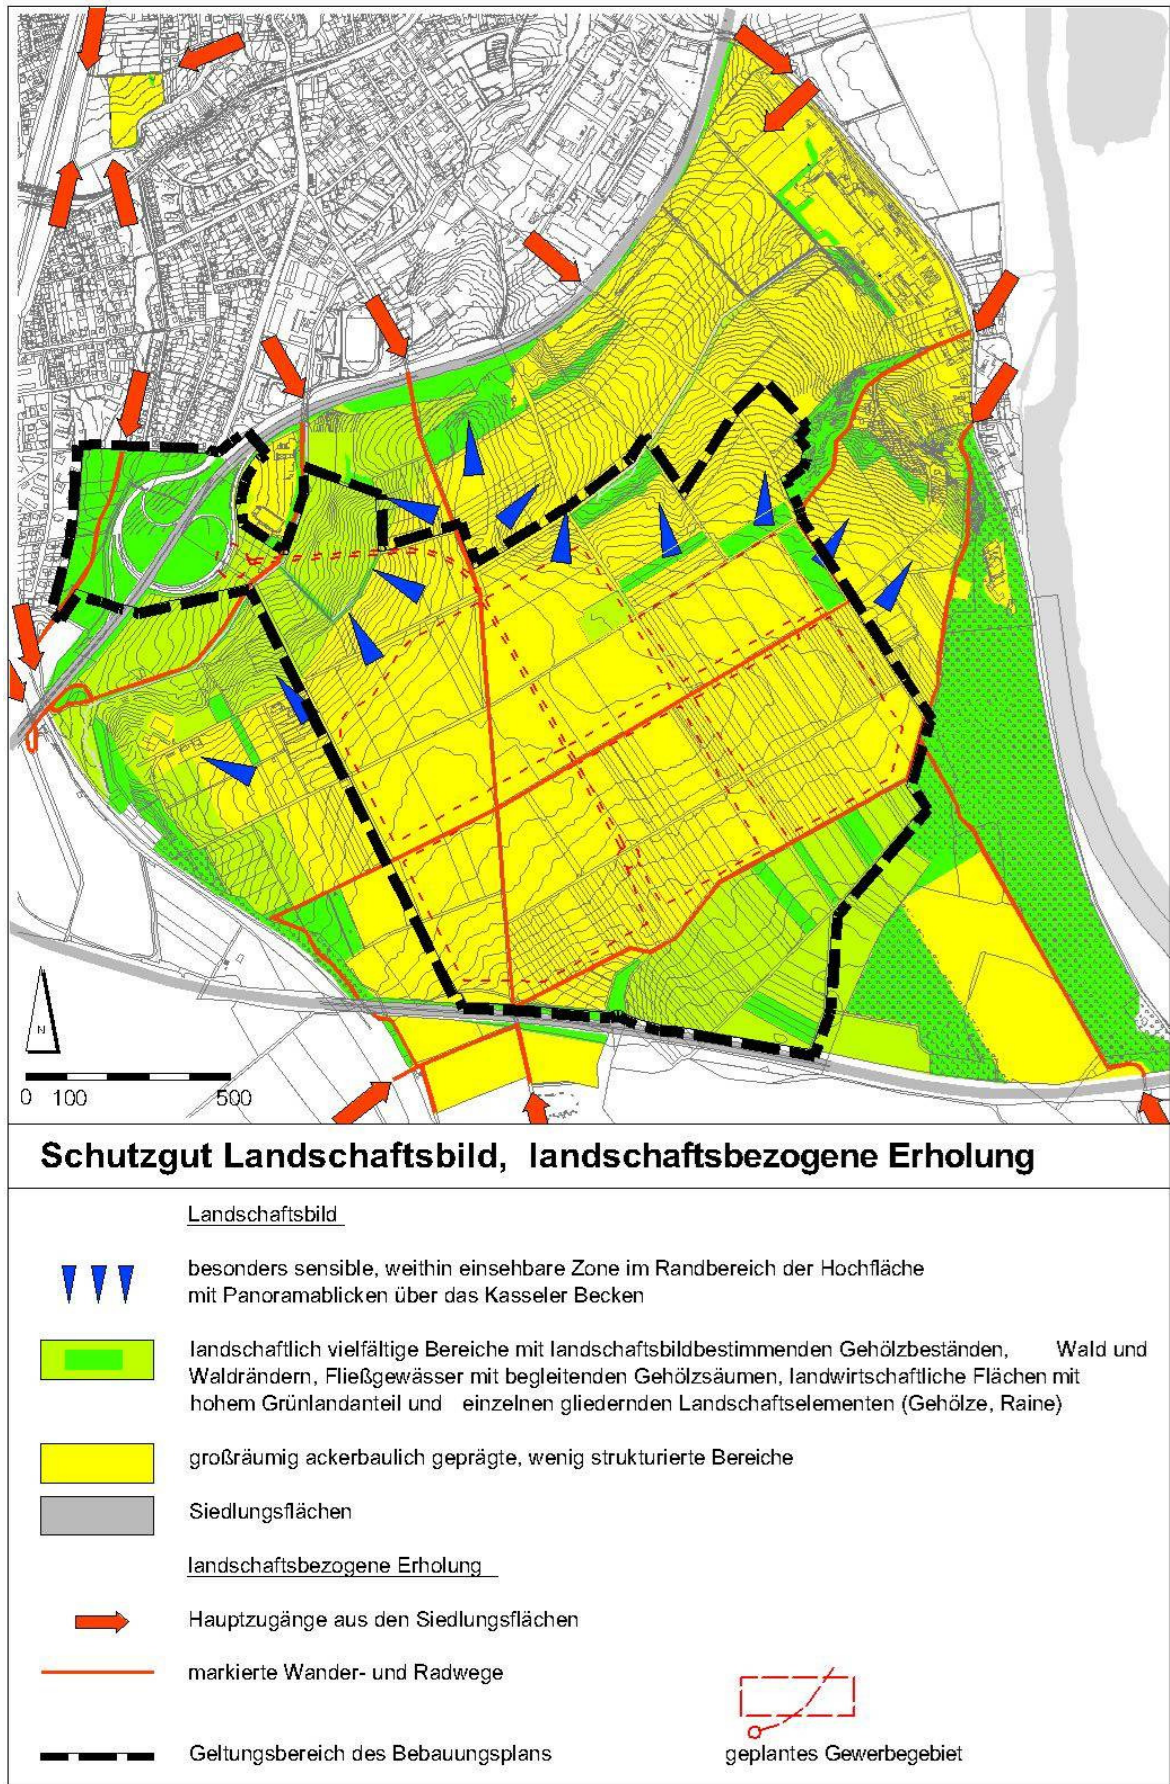 N
0 100 500
Schutzgut Landschaftsbild, landschaftsbezogene Erholung
Landschaftsbild
besonders sensible, weithin einsehbare Zone im Randbereich der Hochfläche
mit Panoramablicken über das Kasseler Becken
landschaftlich vielfältige Bereiche mit landschaftsbildbestimmenden Gehölzbeständen, Wald und
Waldrändern, Fließgewässer mit begleitenden Gehölzsäumen, landwirtschaftliche Flächen mit
hohem Grünlandanteil und einzelnen gliedernden Landschaftselementen (Gehölze, Raine)
großräumig ackerbaulich geprägte, wenig strukturierte Bereiche
Siedlungsflächen
landschaftsbezogene Erholung
Hauptzugänge aus den Siedlungsflächen
markierte Wander- und Radwege
Geltungsbereich des Bebauungsplans geplantes Gewerbegebiet